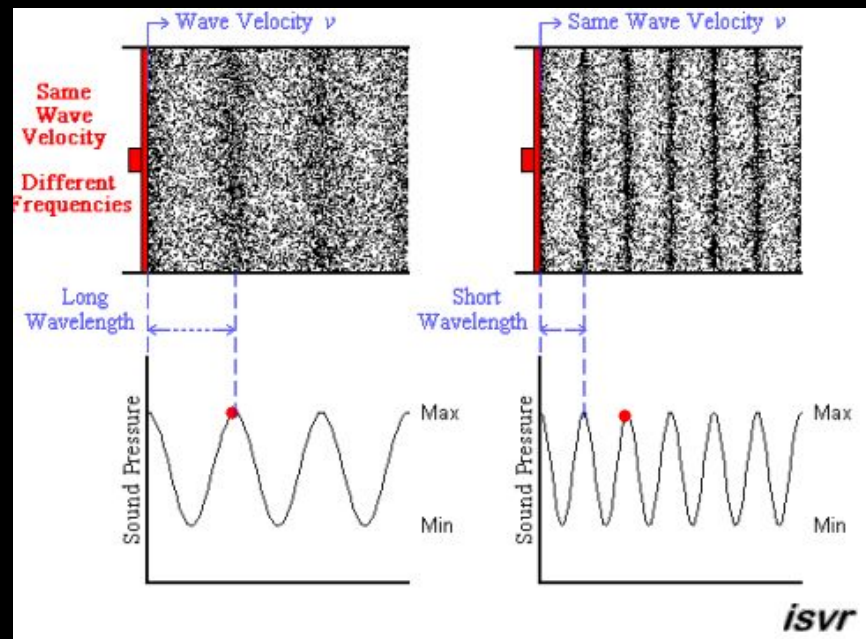 Wave Velocity v
Same Wave Velocity v
Same
Wave
Velocity
Different
Frequencies
Long
Wavelength
Short
Wavelength
Sound Pressure
Max
Min
Sound Pressure
Max
Min
isvr